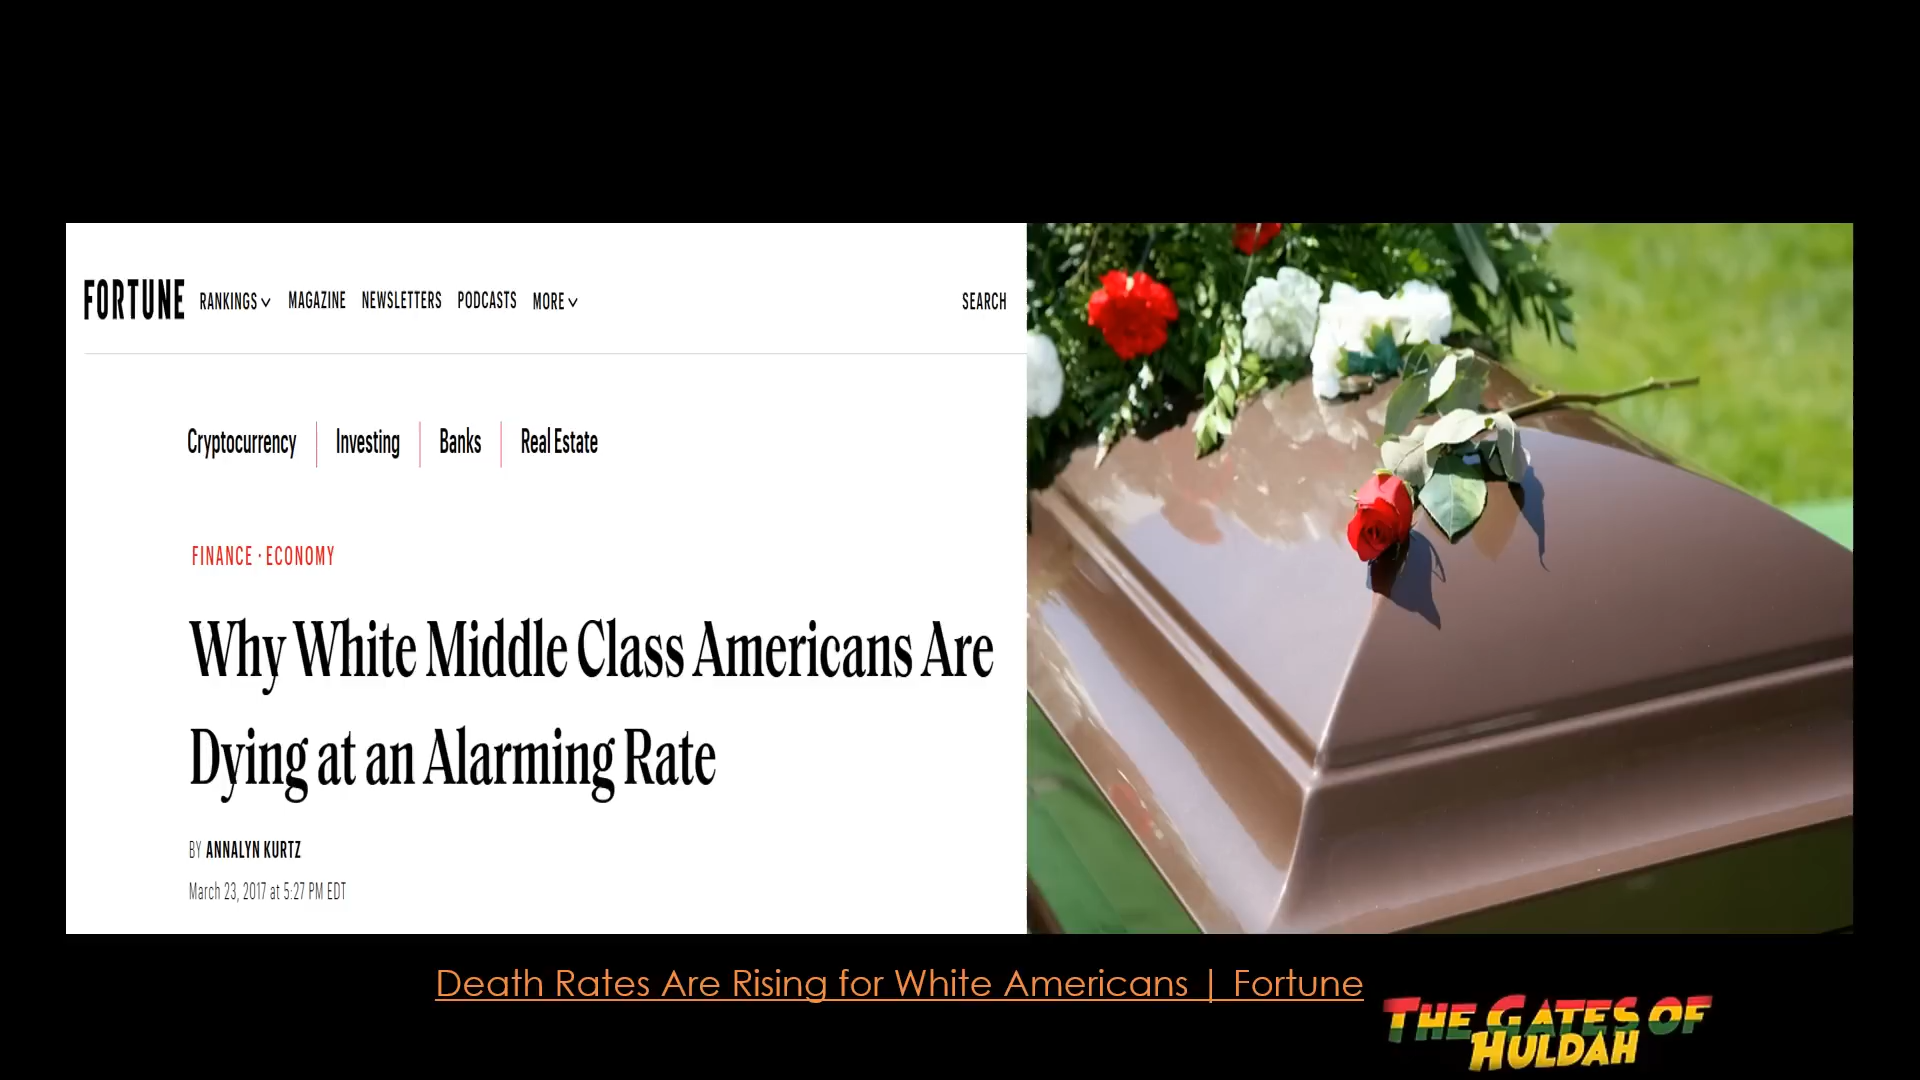 FORTUNE RANKINGS MAGAZINE NEWSLETTERS PODCASTS MORE SEARCH
Cryptocurrency Investing Banks Real Estate
FINANCE · ECONOMY
Why White Middle Class Americans Are
Dying at an Alarming Rate
BY ANNALYN KURTZ
March 23, 2017 at 5:27 PM EDT
Death Rates Are Rising for White Americans | Fortune
THE GATES OF
HULDAH